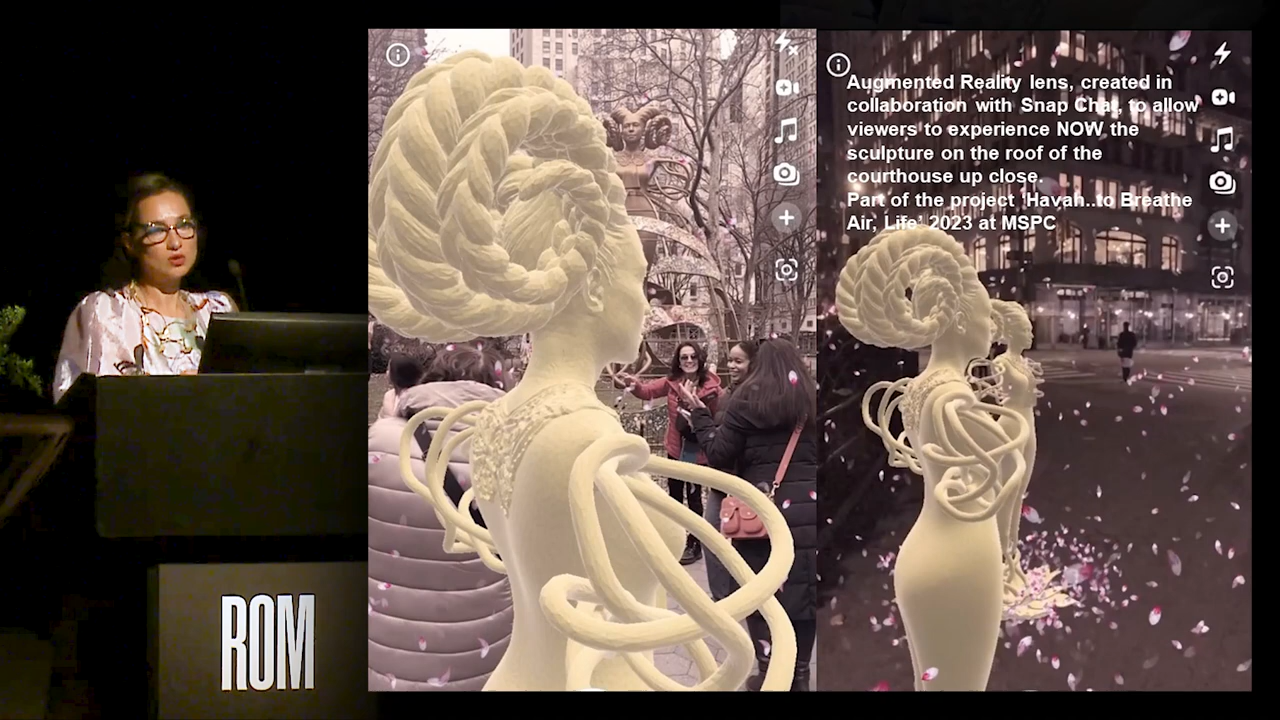 Augmented Reality lens, created in
collaboration with Snap Chat, to allow
viewers to experience NOW the
sculpture on the roof of the
courthouse up close.
Part of the project 'Havah..to Breathe
Air, Life' 2023 at MSPC
ROM